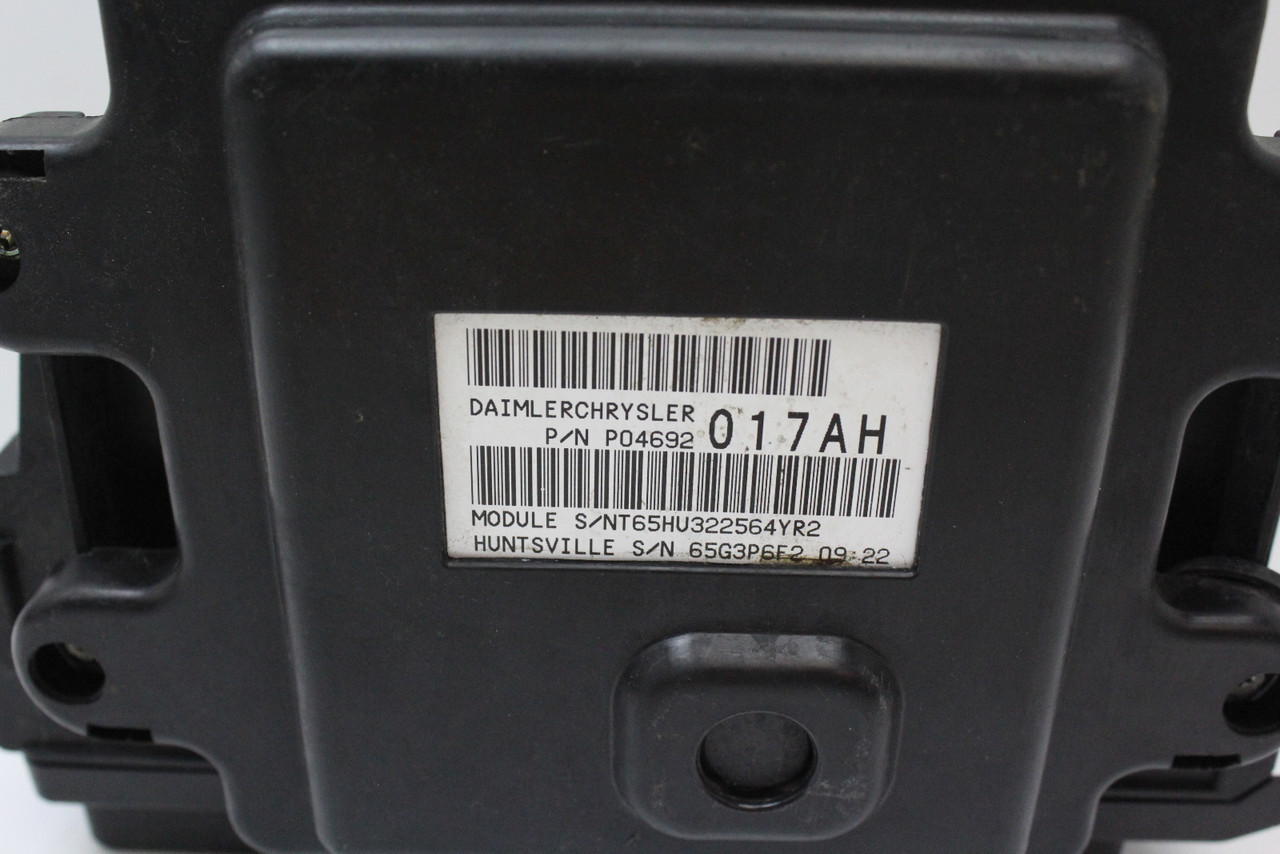 DAIMLERCHRYSLER
P/N P04692 017AH
MODULE S/NT65HU322564YR2
HUNTSVILLE S/N 65G3P6F2 09:22